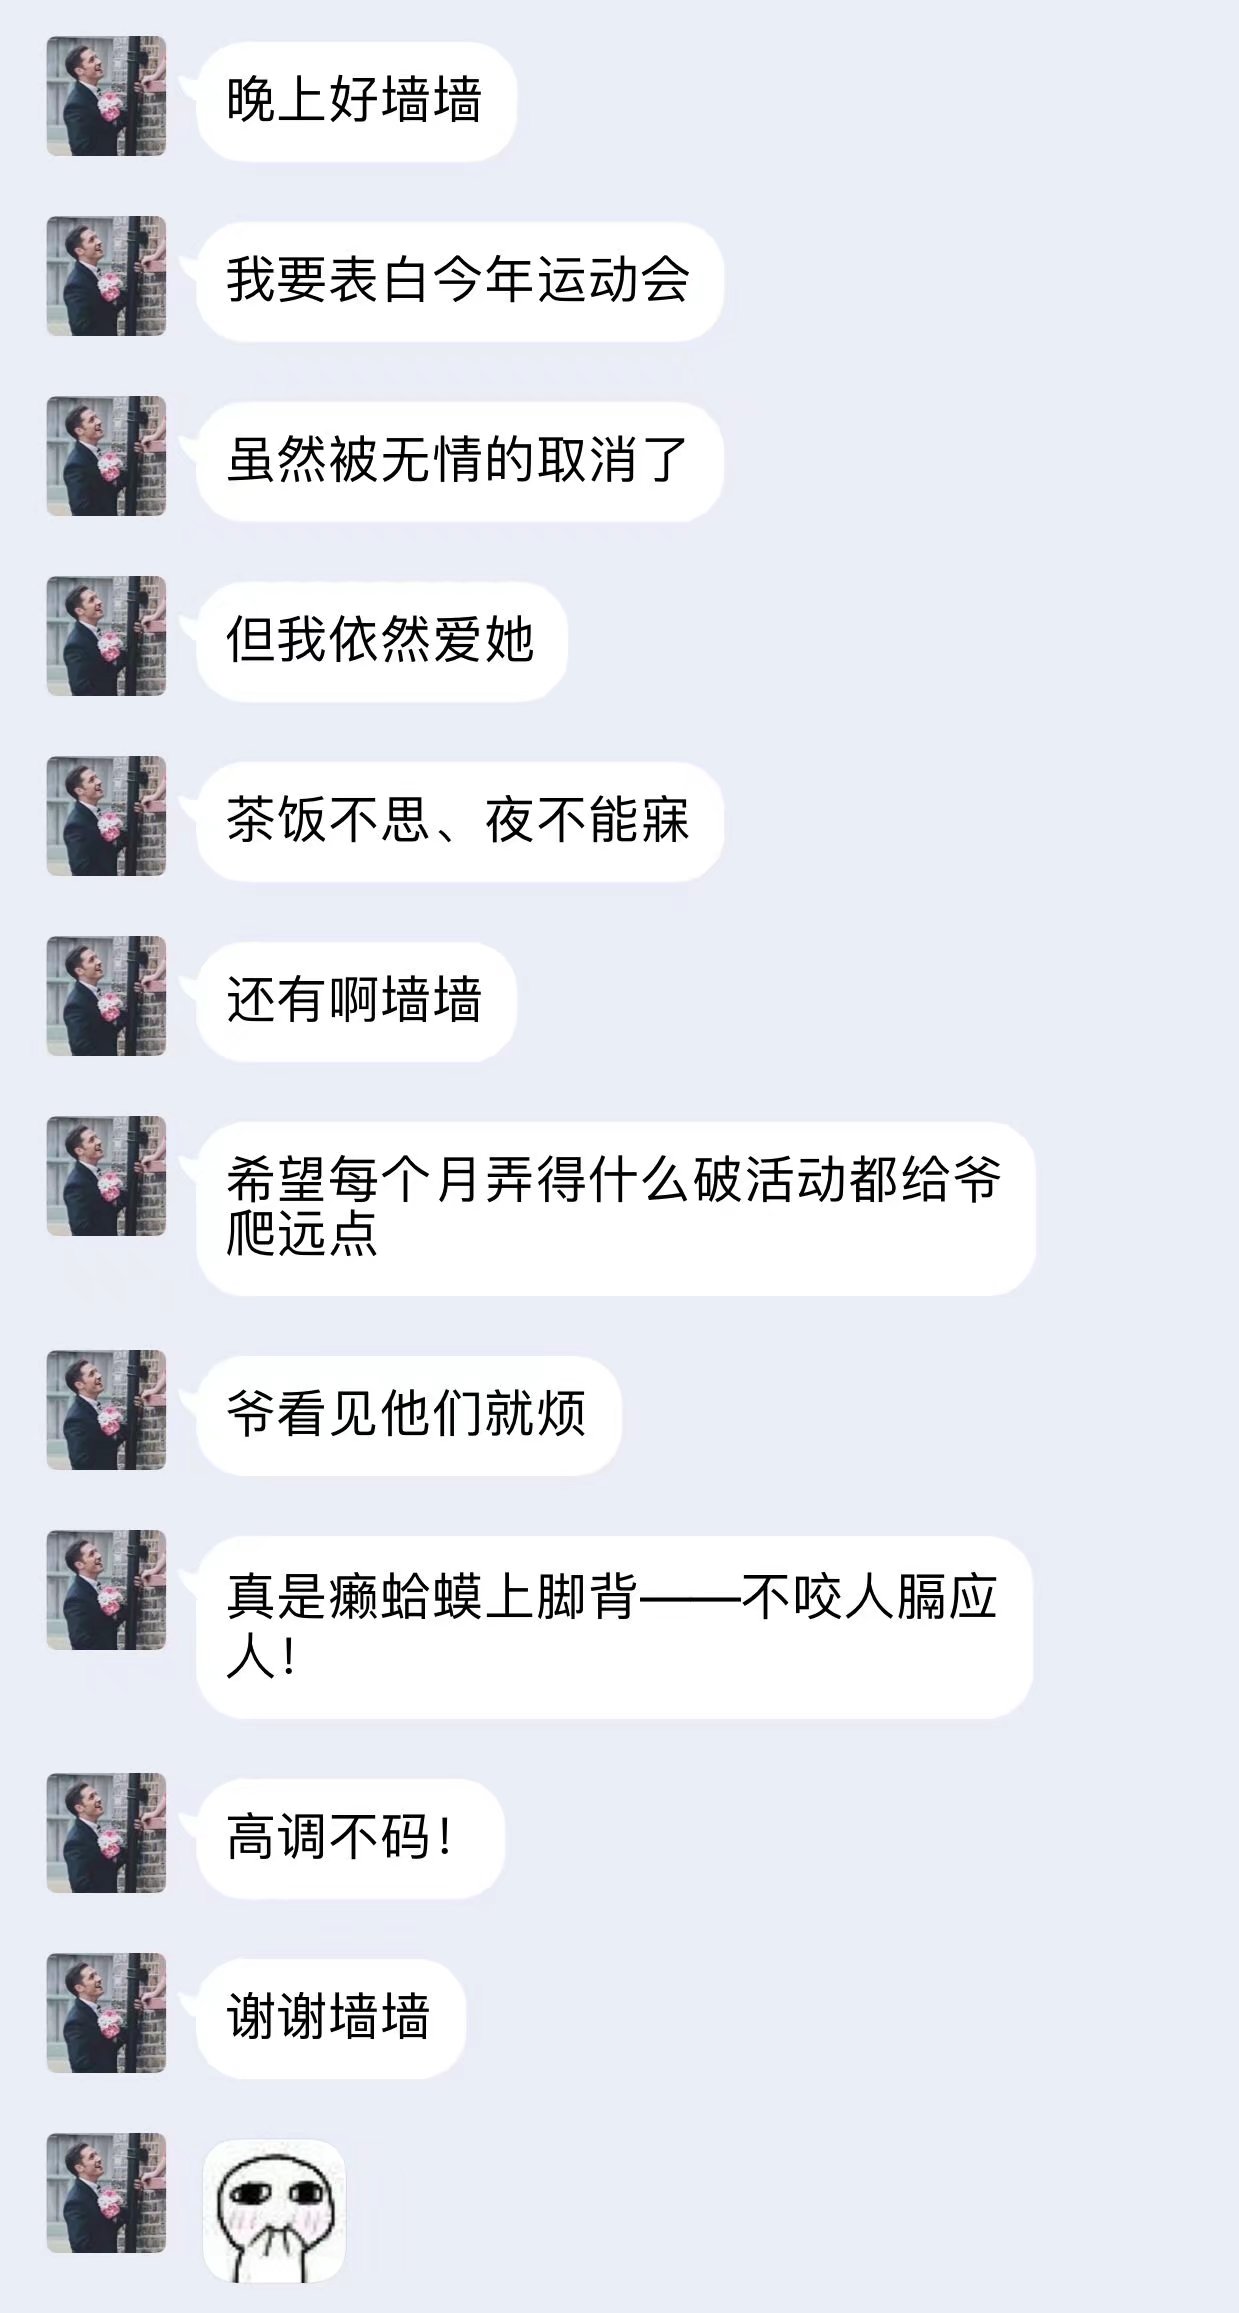 晚上好墙墙
我要表白今年运动会
虽然被无情的取消了
但我依然爱她
茶饭不思、夜不能寐
还有啊墙墙
希望每个月弄得什么破活动都给爷
爬远点
爷看见他们就烦
真是癞蛤蟆上脚背——不咬人膈应
人！
高调不码！
谢谢墙墙